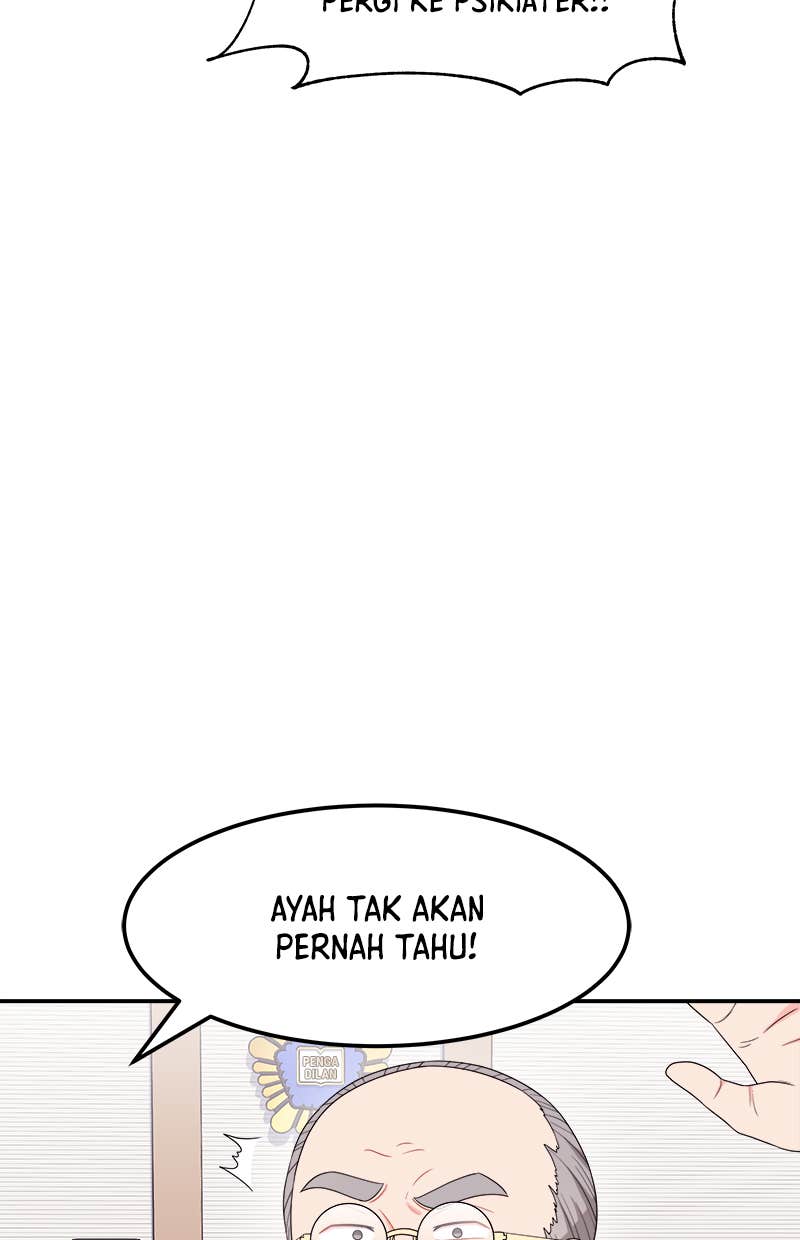 PERGI KE PSIKIATER!!
AYAH TAK AKAN
PERNAH TAHU!
PENGA
DILAN